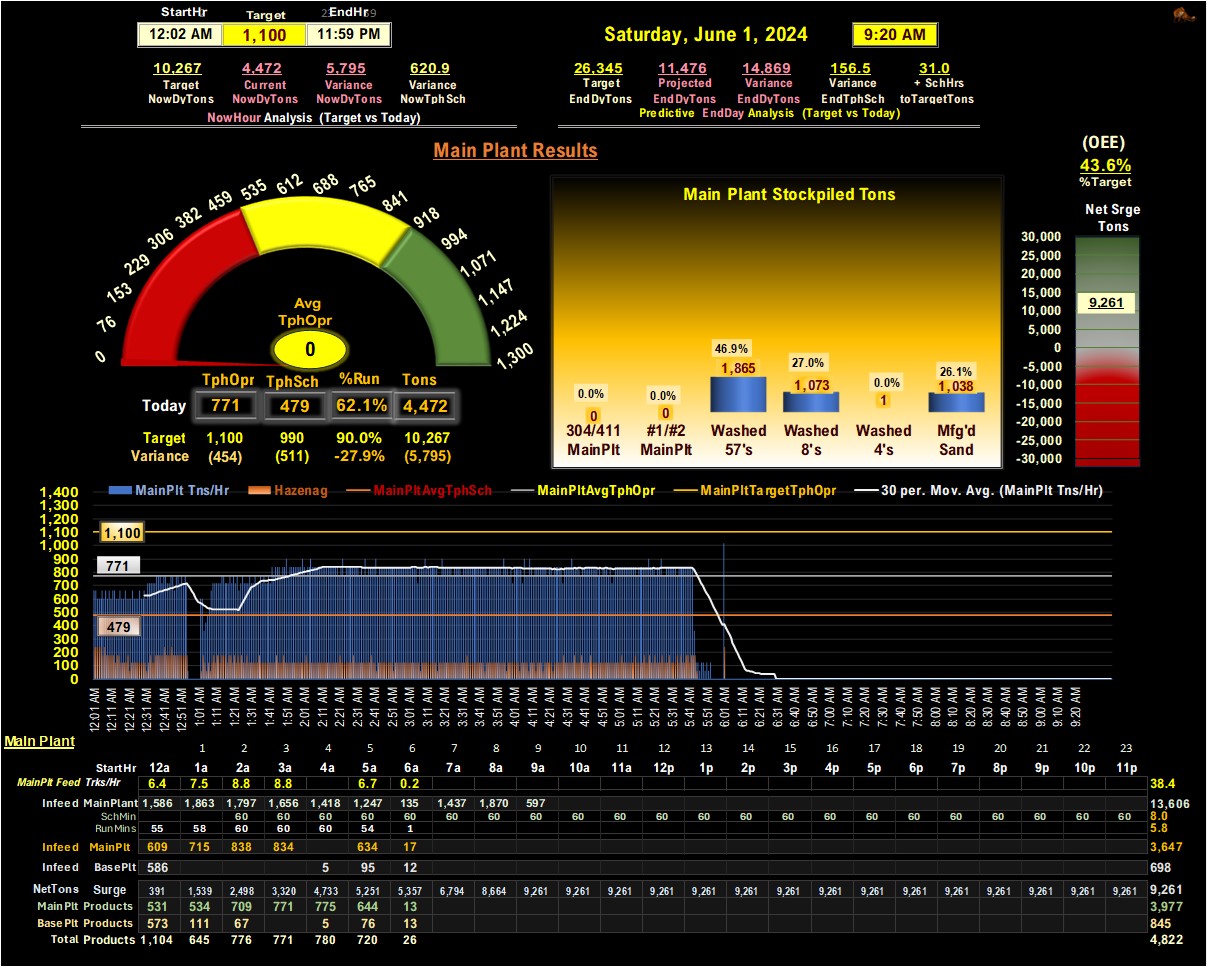 StartHr Target EndHr
12:02 AM 1,100 11:59 PM
Saturday, June 1, 2024 9:20 AM
10,267 4,472 5,795 620.9
Target Current Variance Variance
NowDyTons NowDyTons NowDyTons NowTphSch
NowHour Analysis (Target vs Today)
26,345 11,476 14,869 156.5 31.0
Target Projected Variance Variance + SchHrs
EndDyTons EndDyTons EndDyTons EndTphSch toTargetTons
Predictive EndDay Analysis (Target vs Today)
Main Plant Results
(OEE)
43.6%
%Target
0 76 153 229 306 382 459 535 612 688 765 841 918 994 1,071 1,147 1,224 1,300
Avg
TphOpr
0
TphOpr TphSch %Run Tons
Today 771 479 62.1% 4,472
Target 1,100 990 90.0% 10,267
Variance (454) (511) -27.9% (5,795)
Main Plant Stockpiled Tons
0.0% 0.0% 46.9% 27.0% 0.0% 26.1%
0 0 1,865 1,073 1 1,038
304/411 #1/#2 Washed Washed Washed Mfg'd
MainPlt MainPlt 57's 8's 4's Sand
Net Srge
Tons
30,000
25,000
20,000
15,000
10,000
5,000
0
-5,000
-10,000
-15,000
-20,000
-25,000
-30,000
9,261
MainPlt Tns/Hr Hazenag MainPltAvgTphSch MainPltAvgTphOpr MainPltTargetTphOpr 30 per. Mov. Avg. (MainPlt Tns/Hr)
1,400
1,300
1,200
1,100
1,000
900
800
700
600
500
400
300
200
100
0
1,100
771
479
12:01 AM 12:11 AM 12:21 AM 12:31 AM 12:41 AM 12:51 AM 1:01 AM 1:11 AM 1:21 AM 1:31 AM 1:41 AM 1:51 AM 2:01 AM 2:11 AM 2:21 AM 2:31 AM 2:41 AM 2:51 AM 3:01 AM 3:11 AM 3:21 AM 3:31 AM 3:41 AM 3:51 AM 4:01 AM 4:11 AM 4:21 AM 4:31 AM 4:41 AM 4:51 AM 5:01 AM 5:11 AM 5:21 AM 5:31 AM 5:41 AM 5:51 AM 6:01 AM 6:11 AM 6:21 AM 6:31 AM 6:40 AM 6:50 AM 7:00 AM 7:10 AM 7:20 AM 7:30 AM 7:40 AM 7:50 AM 8:00 AM 8:10 AM 8:20 AM 8:30 AM 8:40 AM 8:50 AM 9:00 AM 9:10 AM 9:20 AM
Main Plant
1 2 3 4 5 6 7 8 9 10 11 12 13 14 15 16 17 18 19 20 21 22 23
StartHr 12a 1a 2a 3a 4a 5a 6a 7a 8a 9a 10a 11a 12p 1p 2p 3p 4p 5p 6p 7p 8p 9p 10p 11p
MainPlt Feed Trks/Hr 6.4 7.5 8.8 8.8 6.7 0.2 38.4
Infeed MainPlant 1,586 1,863 1,797 1,656 1,418 1,247 135 1,437 1,870 597 13,606
SchMin 60 60 60 60 60 60 60 60 60 60 60 60 60 60 60 60 60 60 60 60 60 60 8.0
RunMins 55 58 60 60 60 54 1 5.8
Infeed MainPlt 609 715 838 834 634 17 3,647
Infeed BasePlt 586 5 95 12 698
NetTons Surge 391 1,539 2,498 3,320 4,733 5,251 5,357 6,794 8,664 9,261 9,261 9,261 9,261 9,261 9,261 9,261 9,261 9,261 9,261 9,261 9,261 9,261 9,261 9,261 9,261
MainPlt Products 531 534 709 771 775 644 13 3,977
BasePlt Products 573 111 67 5 76 13 845
Total Products 1,104 645 776 771 780 720 26 4,822